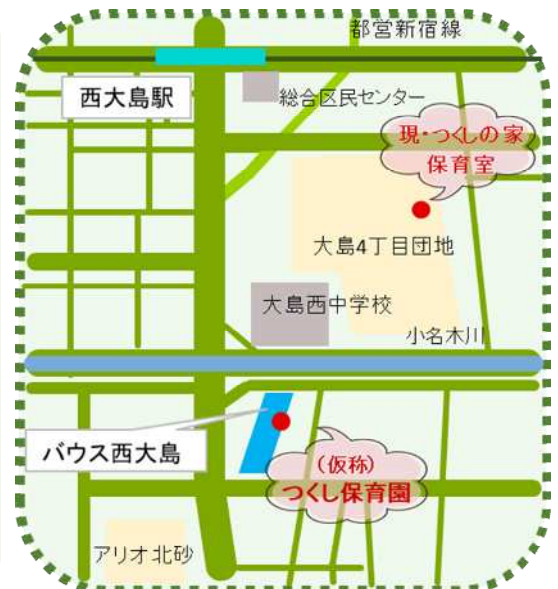 都営新宿線
西大島駅
総合区民センター
現・つくしの家
保育室
大島4丁目団地
大島西中学校
小名木川
バウス西大島
(仮称)
つくし保育園
アリオ北砂